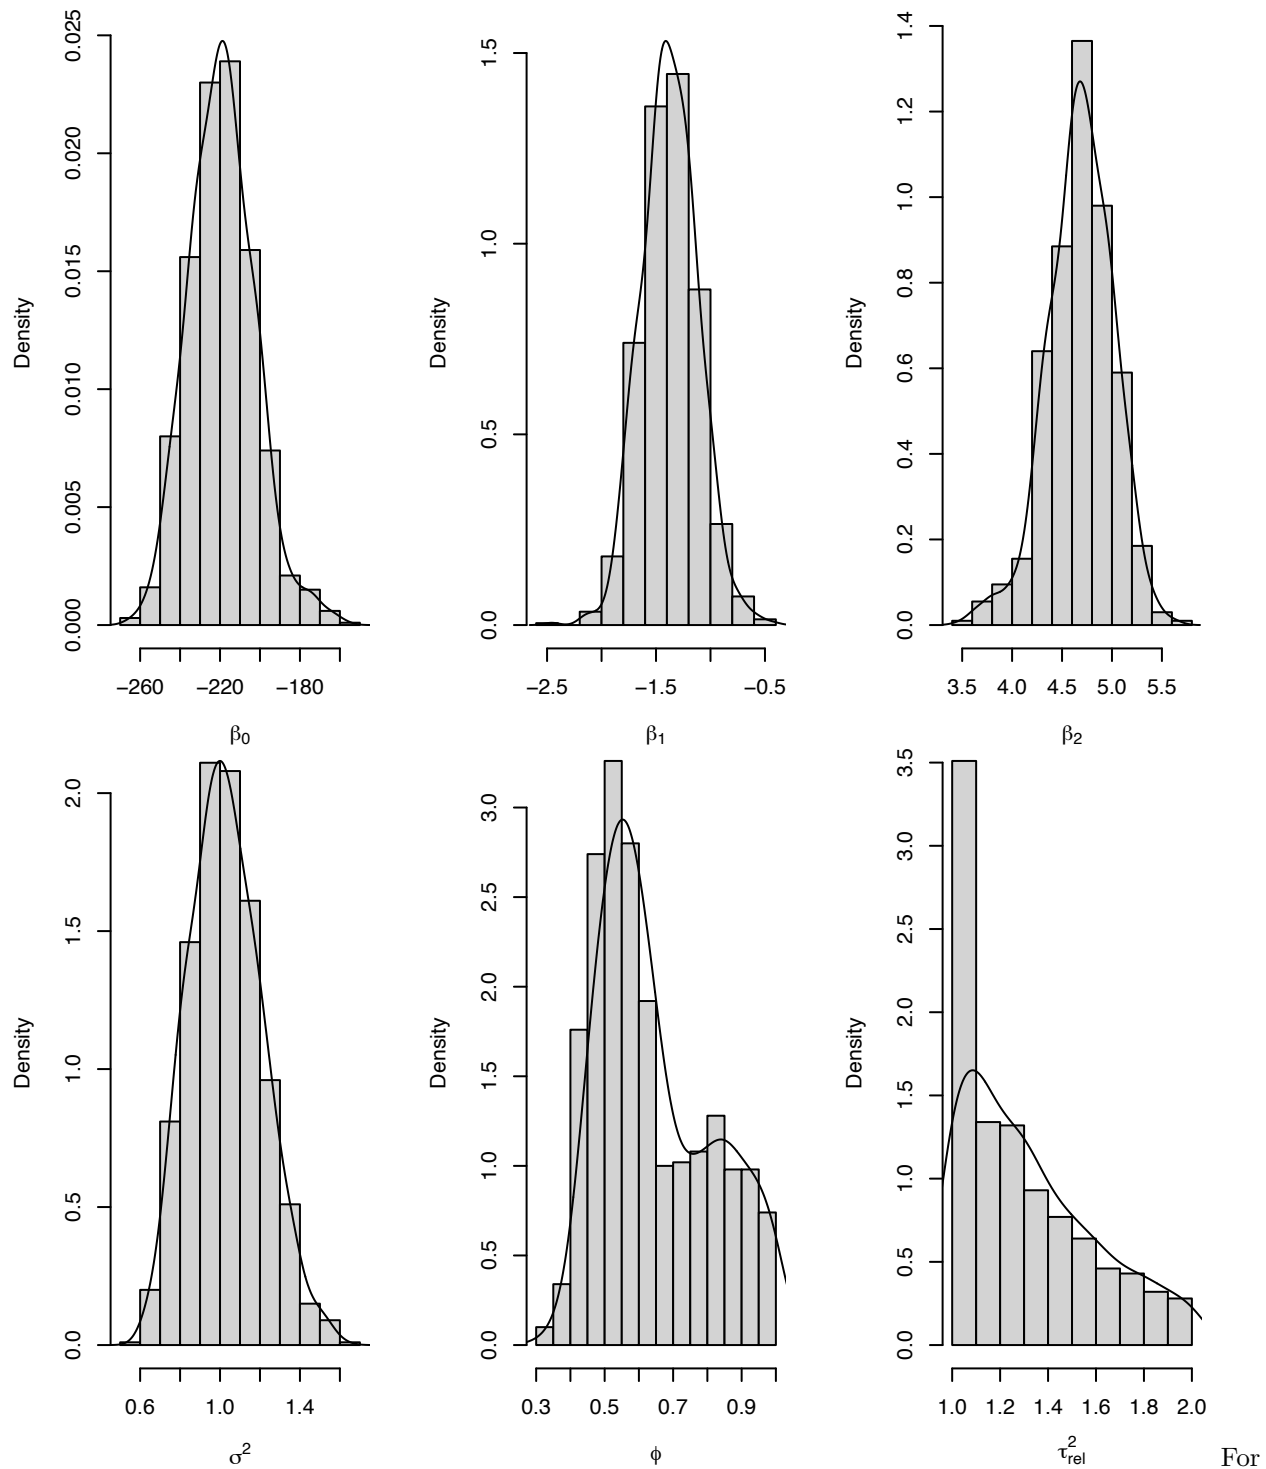 Density
0.000 0.005 0.010 0.015 0.020 0.025
−260 −220 −180
β0
Density
0.0 0.5 1.0 1.5
−2.5 −1.5 −0.5
β1
Density
0.0 0.2 0.4 0.6 0.8 1.0 1.2 1.4
3.5 4.0 4.5 5.0 5.5
β2
Density
0.0 0.5 1.0 1.5 2.0
0.6 1.0 1.4
σ2
Density
0.0 0.5 1.0 1.5 2.0 2.5 3.0
0.3 0.5 0.7 0.9
ϕ
Density
0.0 0.5 1.0 1.5 2.0 2.5 3.0 3.5
1.0 1.2 1.4 1.6 1.8 2.0
τ2rel
For